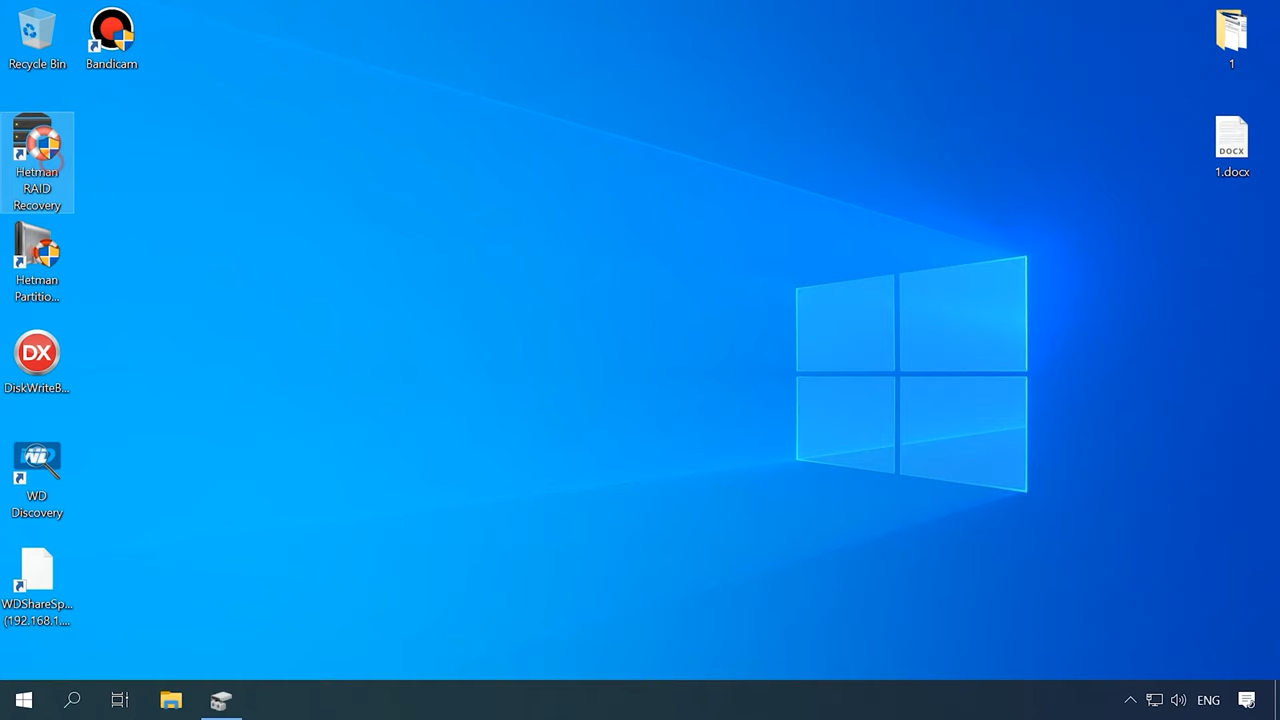 Recycle Bin
Bandicam
1
Hetman
RAID
Recovery
DOCX
1.docx
Hetman
Partitio...
DX
DiskWriteB...
WD
WD
Discovery
WDShareSp...
(192.168.1....
ENG